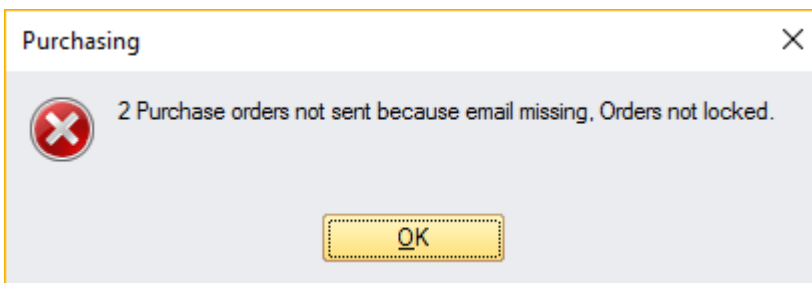 Purchasing
2 Purchase orders not sent because email missing, Orders not locked.
OK